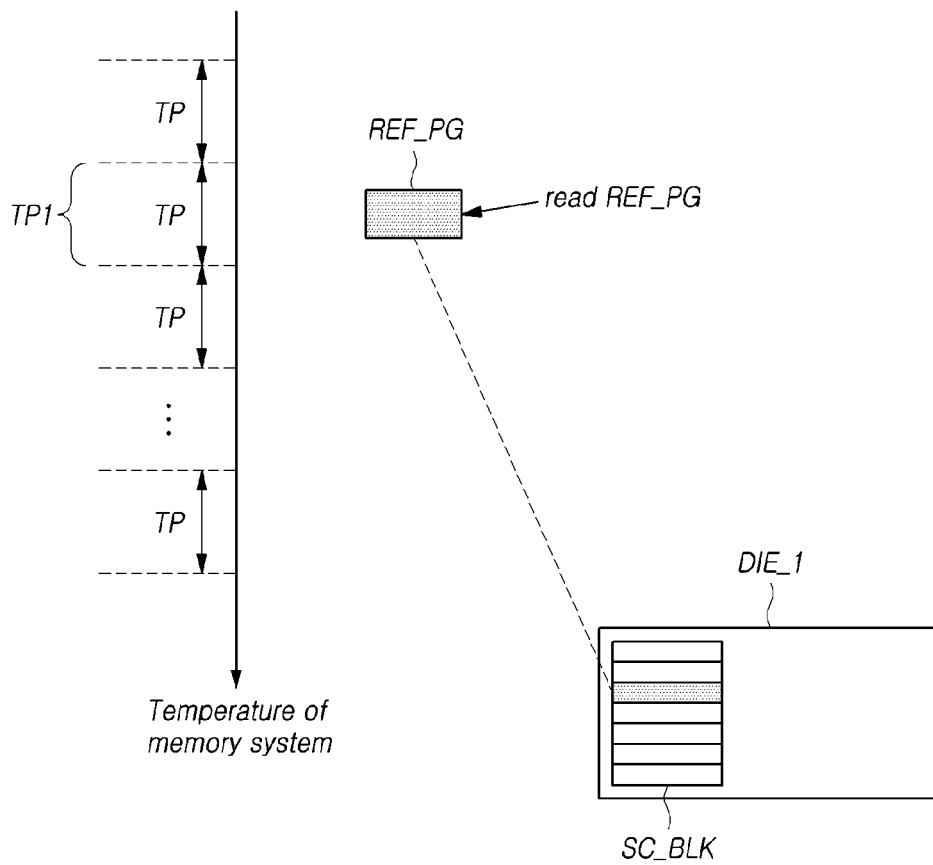 TP
REF_PG
TP1
TP
read REF_PG
TP
⋮
TP
DIE_1
Temperature of
memory system
SC_BLK